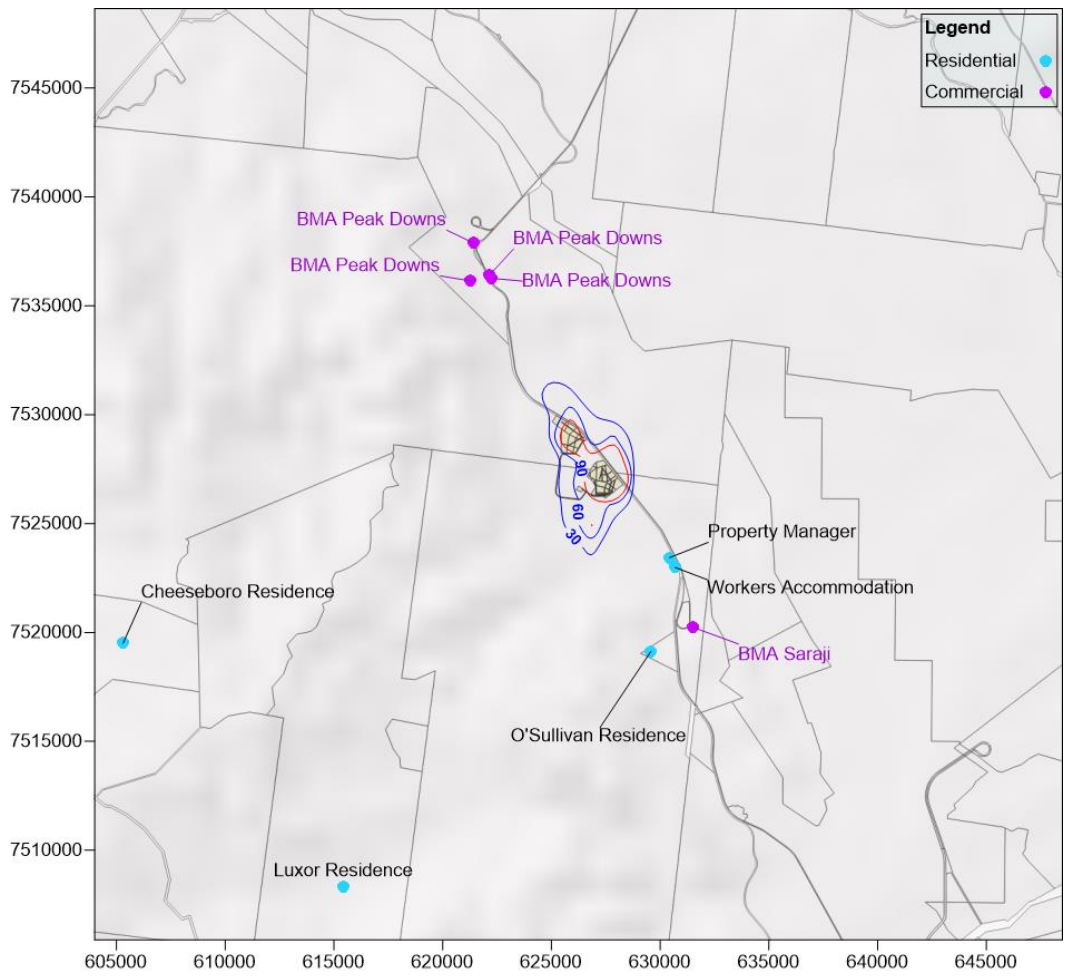 Legend
Residential
Commercial
7545000
7540000
BMA Peak Downs
BMA Peak Downs
BMA Peak Downs
BMA Peak Downs
7535000
7530000
90
60
30
7525000
Property Manager
Workers Accommodation
Cheeseboro Residence
7520000
BMA Saraji
O'Sullivan Residence
7515000
7510000
Luxor Residence
605000 610000 615000 620000 625000 630000 635000 640000 645000